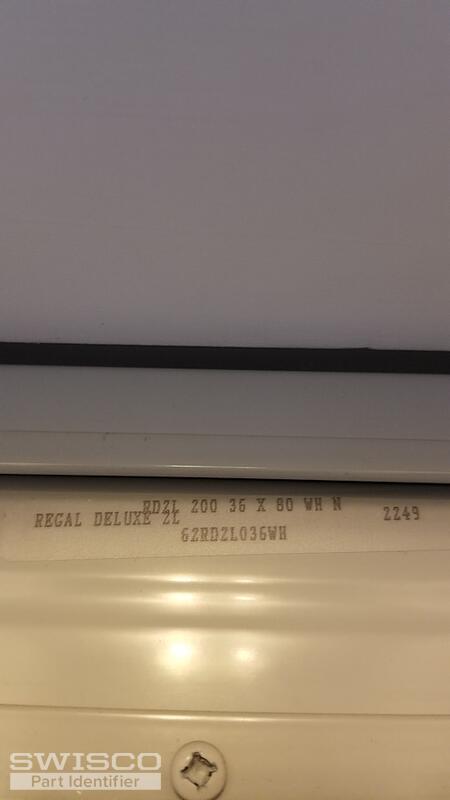 RDZL 200 36 X 80 WH N
REGAL DELUXE ZL
2249
62RDZL036WH
SWISCO
Part Identifier